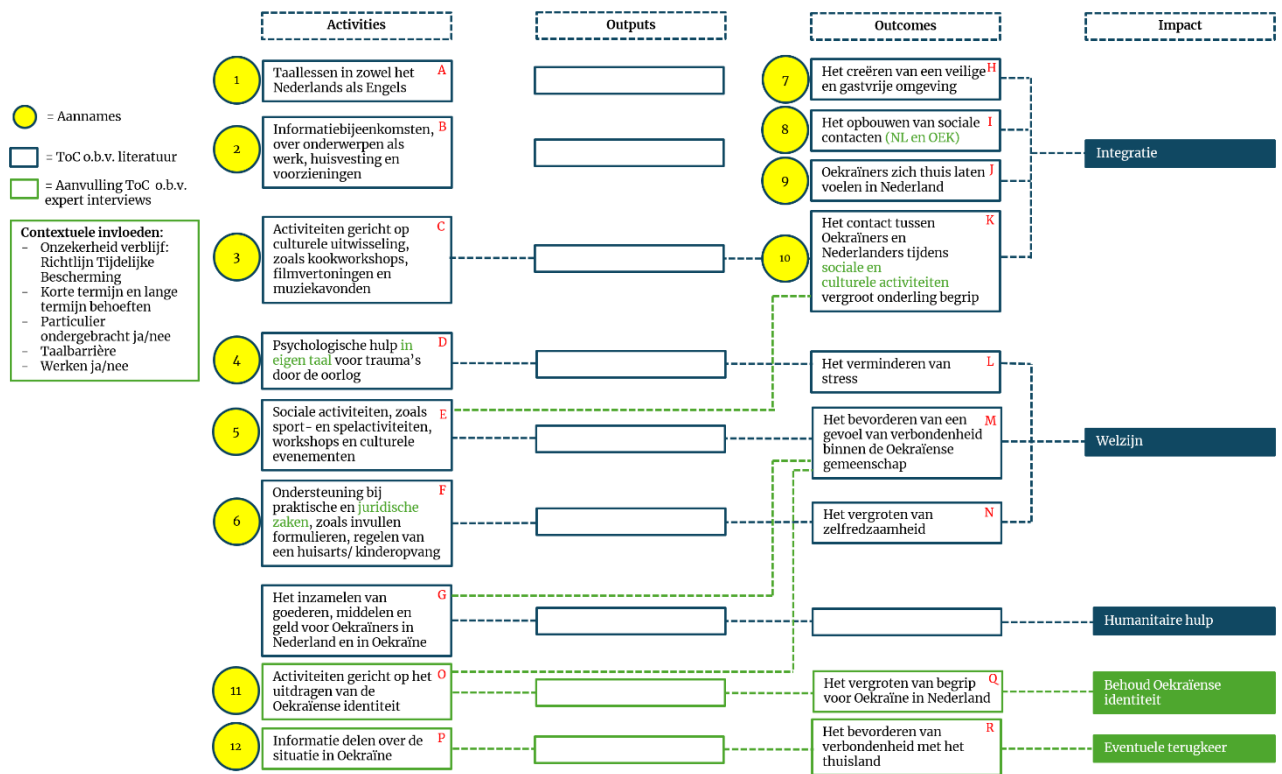 Activities
Outputs
Outcomes
Impact
= Aannames
= ToC o.b.v. literatuur
= Aanvulling ToC o.b.v.
expert interviews
Contextuele invloeden:
- Onzekerheid verblijf:
Richtlijn Tijdelijke
Bescherming
- Korte termijn en lange
termijn behoeften
- Particulier
ondergebracht ja/nee
- Taalbarrière
- Werken ja/nee
1
Taallessen in zowel het A
Nederlands als Engels
2
Informatiebijeenkomsten, B
over onderwerpen als
werk, huisvesting en
voorzieningen
3
Activiteiten gericht op C
culturele uitwisseling,
zoals kookworkshops,
filmvertoningen en
muziekavonden
4
Psychologische hulp in D
eigen taal voor trauma's
door de oorlog
5
Sociale activiteiten, zoals E
sport- en spelactiviteiten,
workshops en culturele
evenementen
6
Ondersteuning bij F
praktische en juridische
zaken, zoals invullen
formulieren, regelen van
een huisarts/ kinderopvang
Het inzamelen van G
goederen, middelen en
geld voor Oekraïners in
Nederland en in Oekraïne
11
Activiteiten gericht op het O
uitdragen van de
Oekraïense identiteit
12
Informatie delen over de P
situatie in Oekraïne
7
Het creëren van een veilige H
en gastvrije omgeving
8
Het opbouwen van sociale I
contacten (NL en OEK)
9
Oekraïners zich thuis laten J
voelen in Nederland
10
Het contact tussen K
Oekraïners en
Nederlanders tijdens
sociale en
culturele activiteiten
vergroot onderling begrip
Het verminderen van L
stress
Het bevorderen van een M
gevoel van verbondenheid
binnen de Oekraïense
gemeenschap
Het vergroten van N
zelfredzaamheid
Het vergroten van begrip Q
voor Oekraïne in Nederland
Het bevorderen van R
verbondenheid met het
thuisland
Integratie
Welzijn
Humanitaire hulp
Behoud Oekraïense
identiteit
Eventuele terugkeer